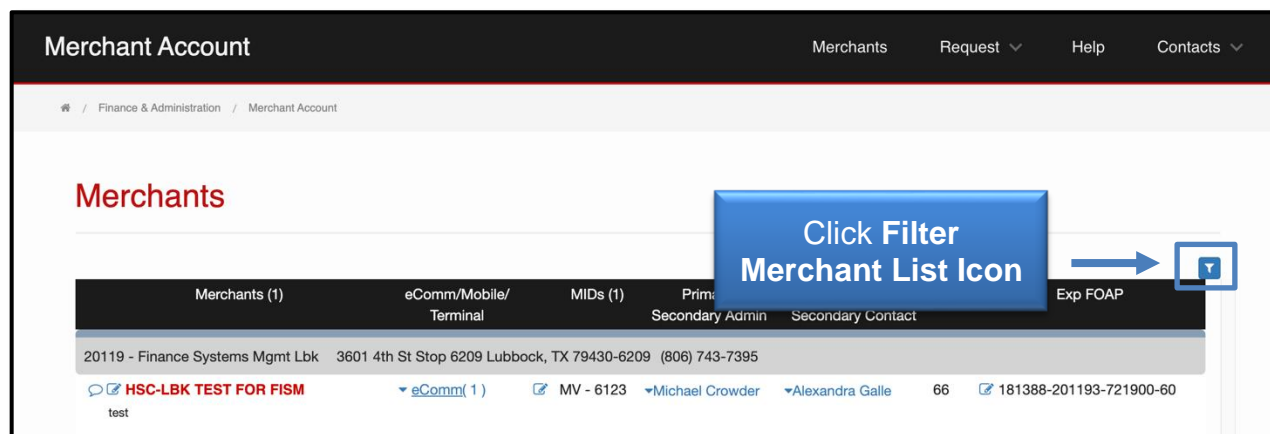 Merchant Account Merchants Request Help Contacts
/ Finance & Administration / Merchant Account
Merchants
Click Filter
Merchant List Icon
Merchants (1) eComm/Mobile/ MIDs (1) Exp FOAP
Terminal Secondary Admin Secondary Contact
20119 - Finance Systems Mgmt Lbk 3601 4th St Stop 6209 Lubbock, TX 79430-6209 (806) 743-7395
HSC-LBK TEST FOR FISM eComm( 1 ) MV - 6123 Michael Crowder Alexandra Galle 66 181388-201193-721900-60
test